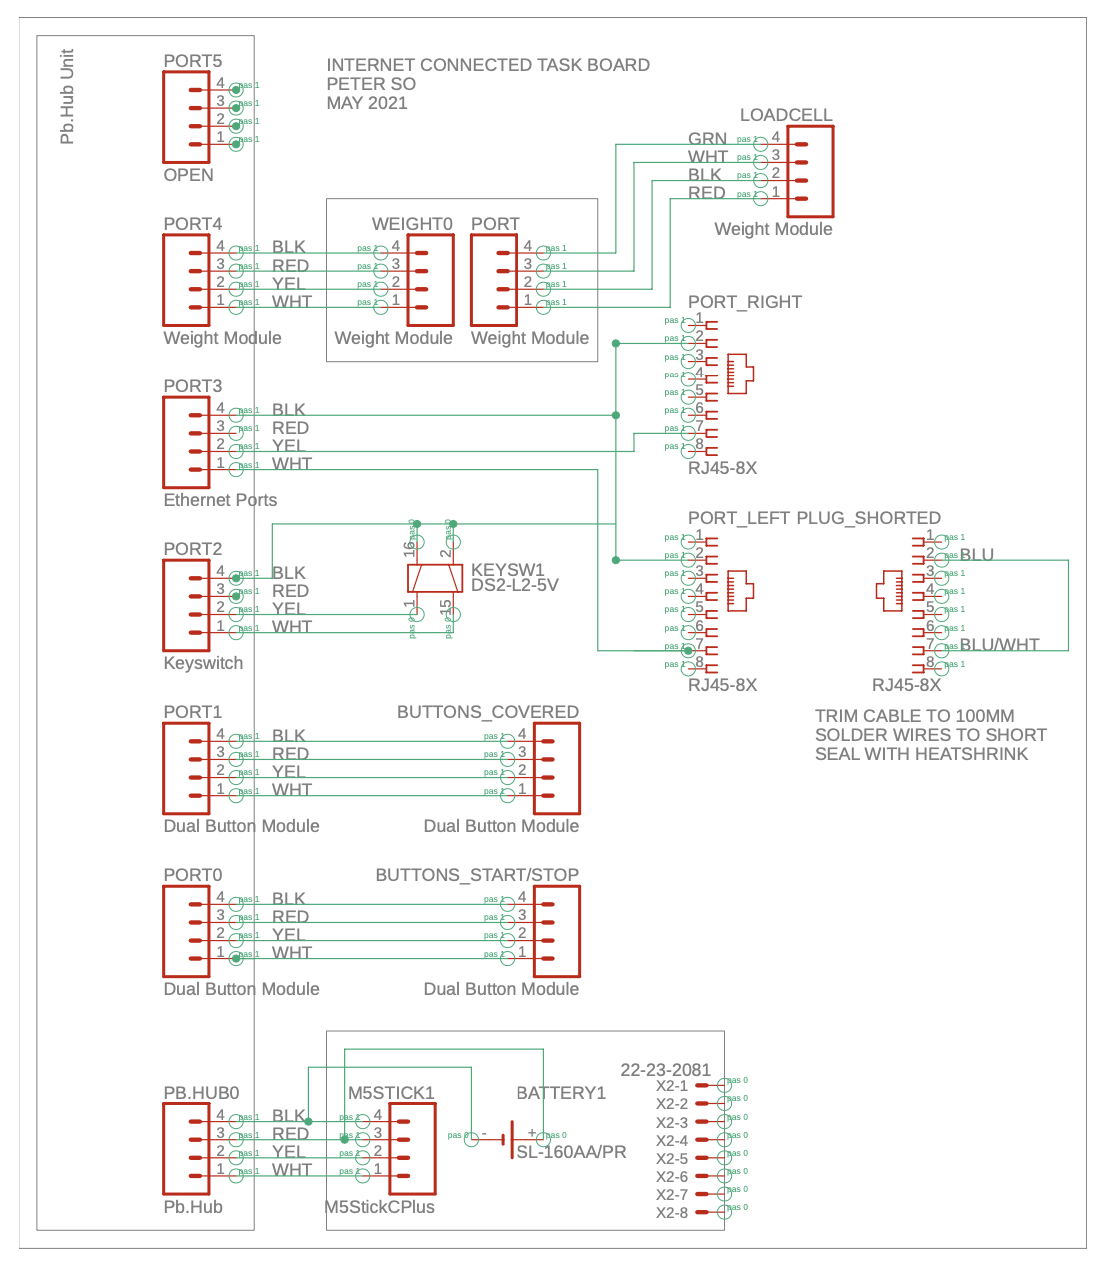 Pb.Hub Unit
INTERNET CONNECTED TASK BOARD
PETER SO
MAY 2021
PORT5
4 pas 1
3 pas 1
2 pas 1
1 pas 1
OPEN
LOADCELL
GRN pas 1 4
WHT pas 1 3
BLK pas 1 2
RED pas 1 1
Weight Module
PORT4 WEIGHT0 PORT
4 pas 1 BLK pas 1 4 4 pas 1
3 pas 1 RED pas 1 3 3 pas 1
2 pas 1 YEL pas 1 2 2 pas 1
1 pas 1 WHT pas 1 1 1 pas 1
Weight Module Weight Module Weight Module
PORT_RIGHT
pas 1 1
pas 1 2
pas 1 3
pas 1 4
pas 1 5
pas 1 6
pas 1 7
pas 1 8
RJ45-8X
PORT3
4 pas 1 BLK
3 pas 1 RED
2 pas 1 YEL
1 pas 1 WHT
Ethernet Ports
PORT2
4 pas 1 BLK
3 pas 1 RED
2 pas 1 YEL
1 pas 1 WHT
Keyswitch
pas 0 pas 0
16 2
KEYSW1
DS2-L2-5V
1 15
pas 0 pas 0
PORT_LEFT PLUG_SHORTED
pas 1 1 1 pas 1
pas 1 2 2 pas 1 BLU
pas 1 3 3 pas 1
pas 1 4 4 pas 1
pas 1 5 5 pas 1
pas 1 6 6 pas 1
pas 1 7 7 pas 1 BLU/WHT
pas 1 8 8 pas 1
RJ45-8X RJ45-8X
TRIM CABLE TO 100MM
SOLDER WIRES TO SHORT
SEAL WITH HEATSHRINK
PORT1 BUTTONS_COVERED
4 pas 1 BLK pas 1 4
3 pas 1 RED pas 1 3
2 pas 1 YEL pas 1 2
1 pas 1 WHT pas 1 1
Dual Button Module Dual Button Module
PORT0 BUTTONS_START/STOP
4 pas 1 BLK pas 1 4
3 pas 1 RED pas 1 3
2 pas 1 YEL pas 1 2
1 pas 1 WHT pas 1 1
Dual Button Module Dual Button Module
PB.HUB0 M5STICK1 BATTERY1
4 pas 1 BLK pas 1 4
3 pas 1 RED pas 1 3
2 pas 1 YEL pas 1 2
1 pas 1 WHT pas 1 1
Pb.Hub M5StickCPlus
pas 0 - + pas 0
SL-160AA/PR
22-23-2081
X2-1 pas 0
X2-2 pas 0
X2-3 pas 0
X2-4 pas 0
X2-5 pas 0
X2-6 pas 0
X2-7 pas 0
X2-8 pas 0